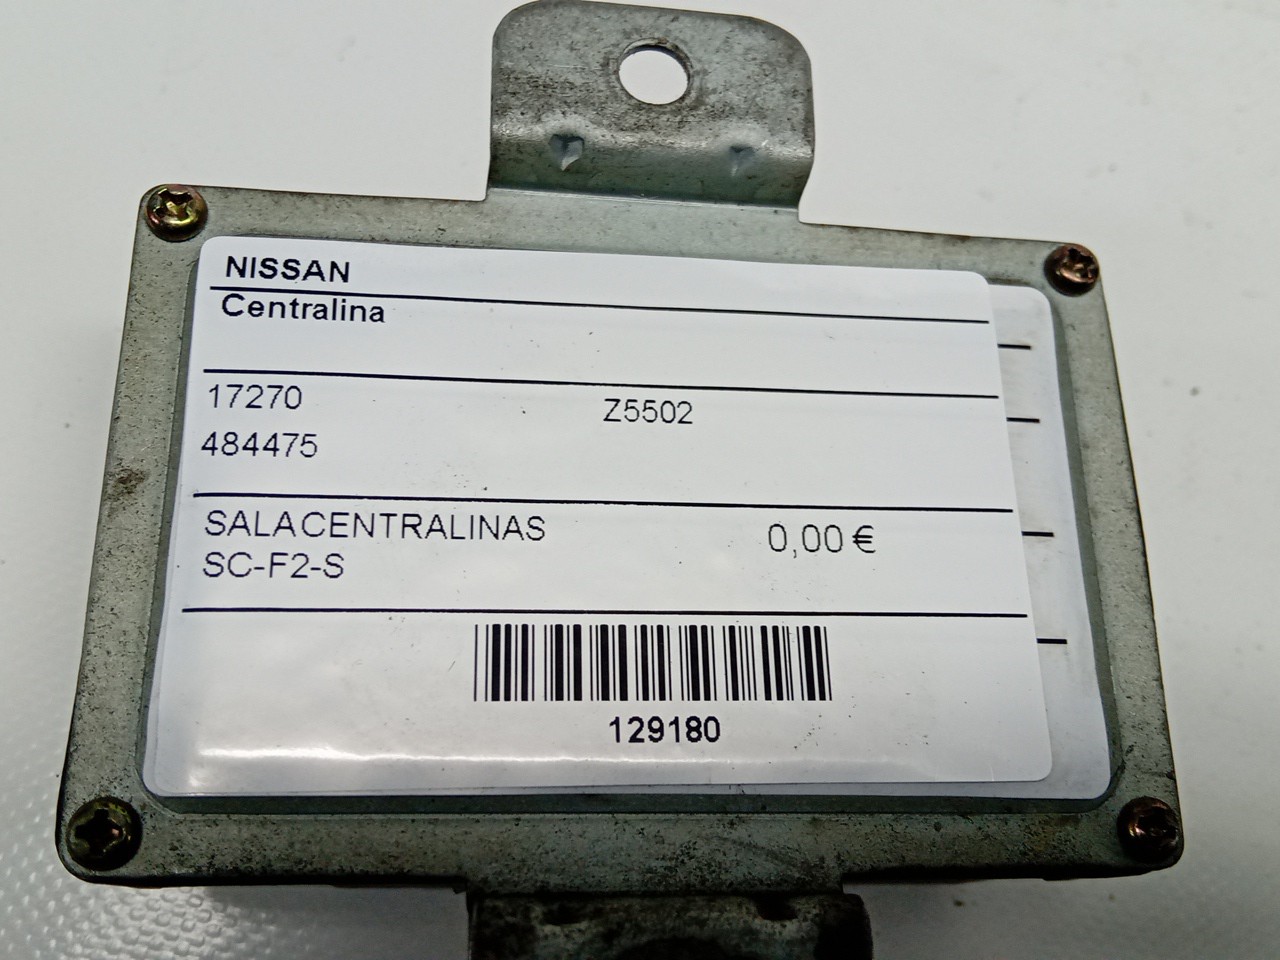 NISSAN
Centralina
17270 Z5502
484475
SALACENTRALINAS 0,00 €
SC-F2-S
129180